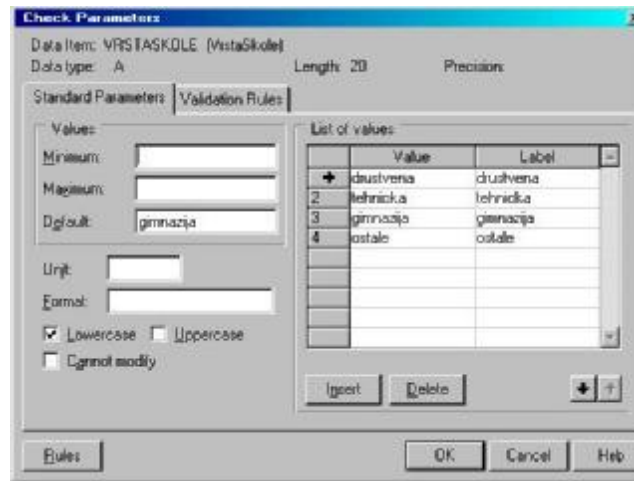 Check Parameters
Data Item: VRSTASKOLE (VrstaSkole)
Data type: A Length: 20 Precision:
Standard Parameters Validation Rules
Values
Minimum:
Maximum:
Default: gimnazija
Unit:
Format:
Lowercase Uppercase
Cannot modify
List of values
Value Label
drustvena drustvena
2 tehnicka tehnicka
3 gimnazija gimnazija
4 ostale ostale
Insert Delete
Rules OK Cancel Help